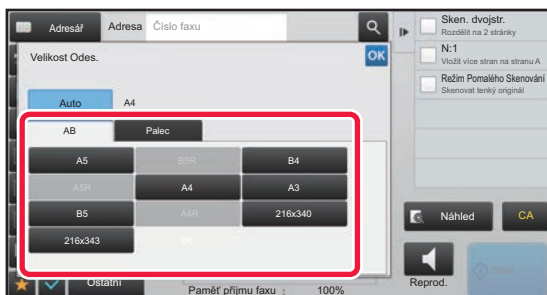 Adresář
Adresa
Číslo faxu
Velikost Odes.
OK
Auto
A4
AB
Palec
A5
B5R
B4
A5R
A4
A3
B5
A4R
216x340
216x343
8K
Ostatní
Paměť příjmu faxu :
100%
Sken. dvojstr.
Rozdělit na 2 stránky
N:1
Vložit více stran na stranu A
Režim Pomalého Skenování
Skenovat tenký originál
Náhled
CA
Reprod.
Start